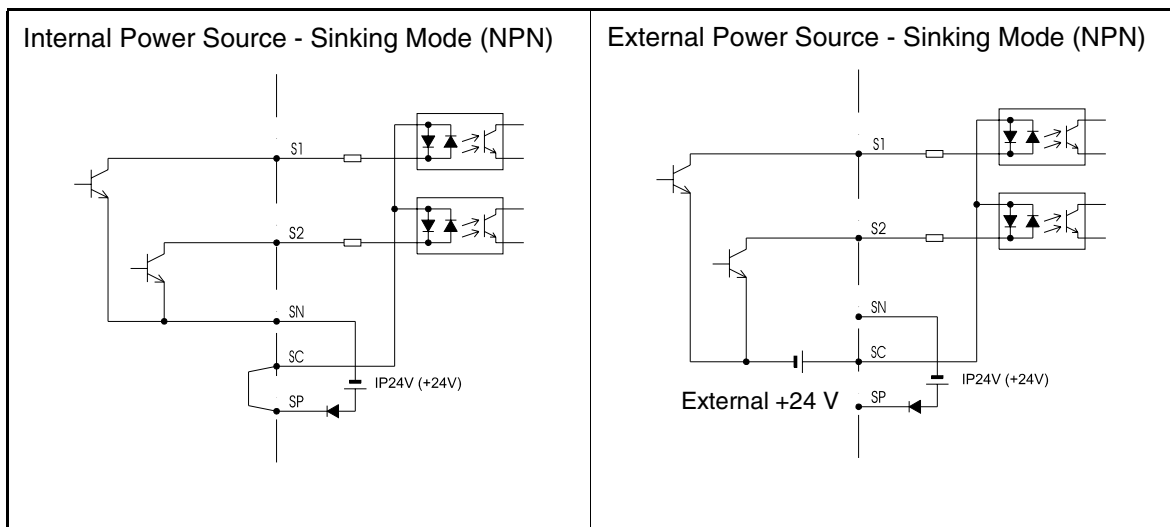 Internal Power Source - Sinking Mode (NPN)
S1
S2
SN
SC
IP24V (+24V)
SP
External Power Source - Sinking Mode (NPN)
S1
S2
SN
SC
IP24V (+24V)
External +24 V
SP